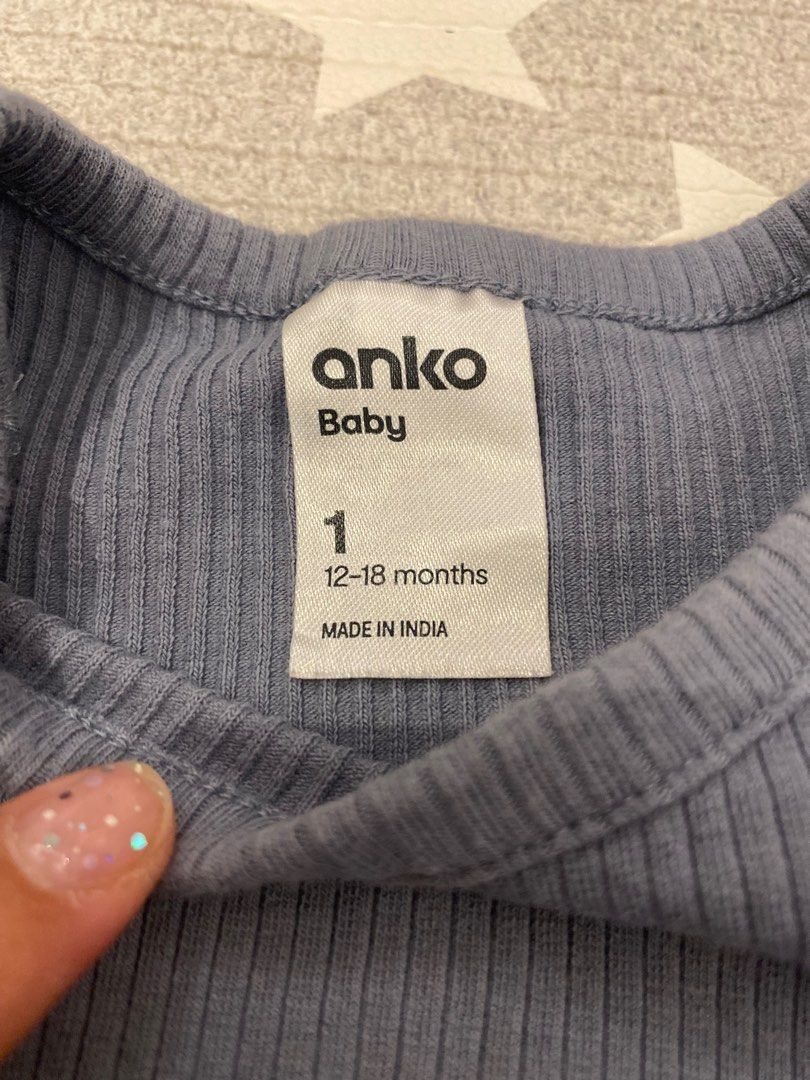 anko
Baby
1
12-18 months
MADE IN INDIA